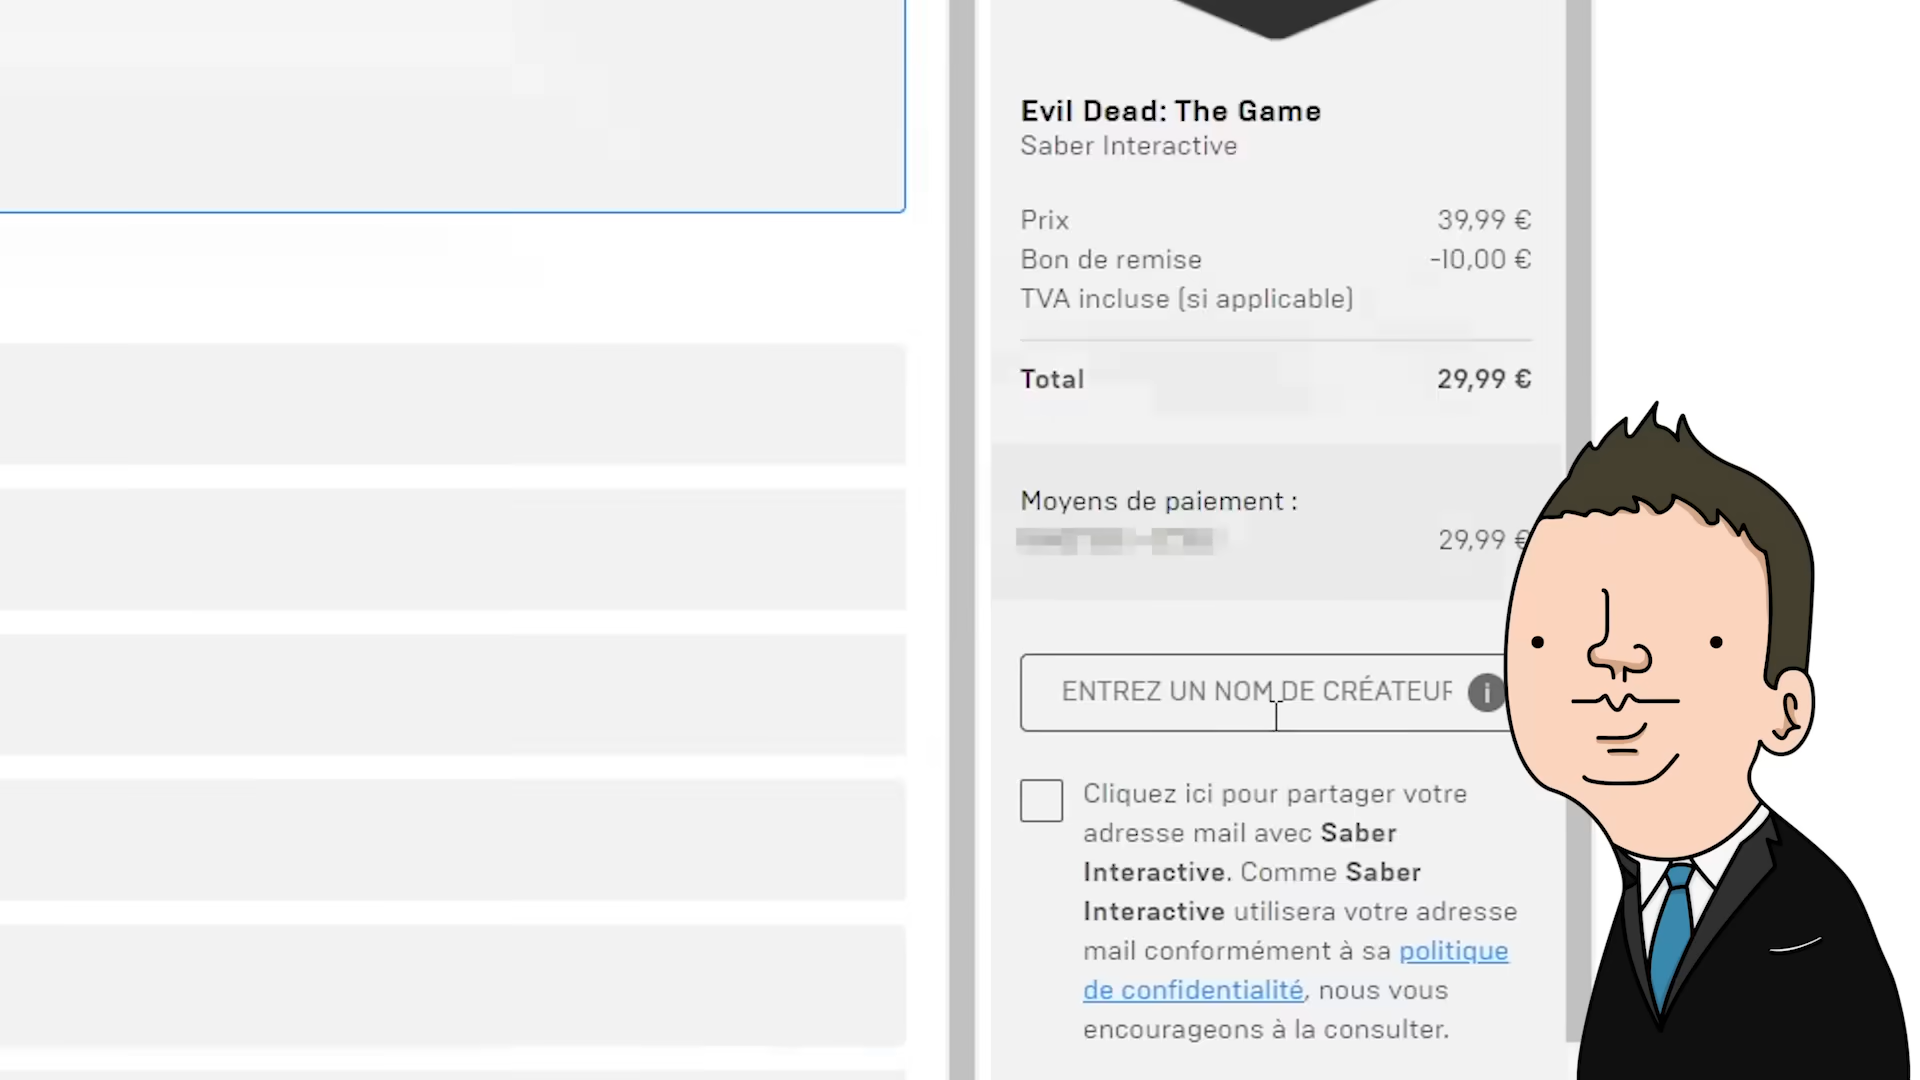 Evil Dead: The Game
Saber Interactive
Prix 39,99 €
Bon de remise -10,00 €
TVA incluse (si applicable)
Total 29,99 €
Moyens de paiement :
29,99 €
ENTREZ UN NOM DE CRÉATEUR
Cliquez ici pour partager votre
adresse mail avec Saber
Interactive. Comme Saber
Interactive utilisera votre adresse
mail conformément à sa politique
de confidentialité, nous vous
encourageons à la consulter.